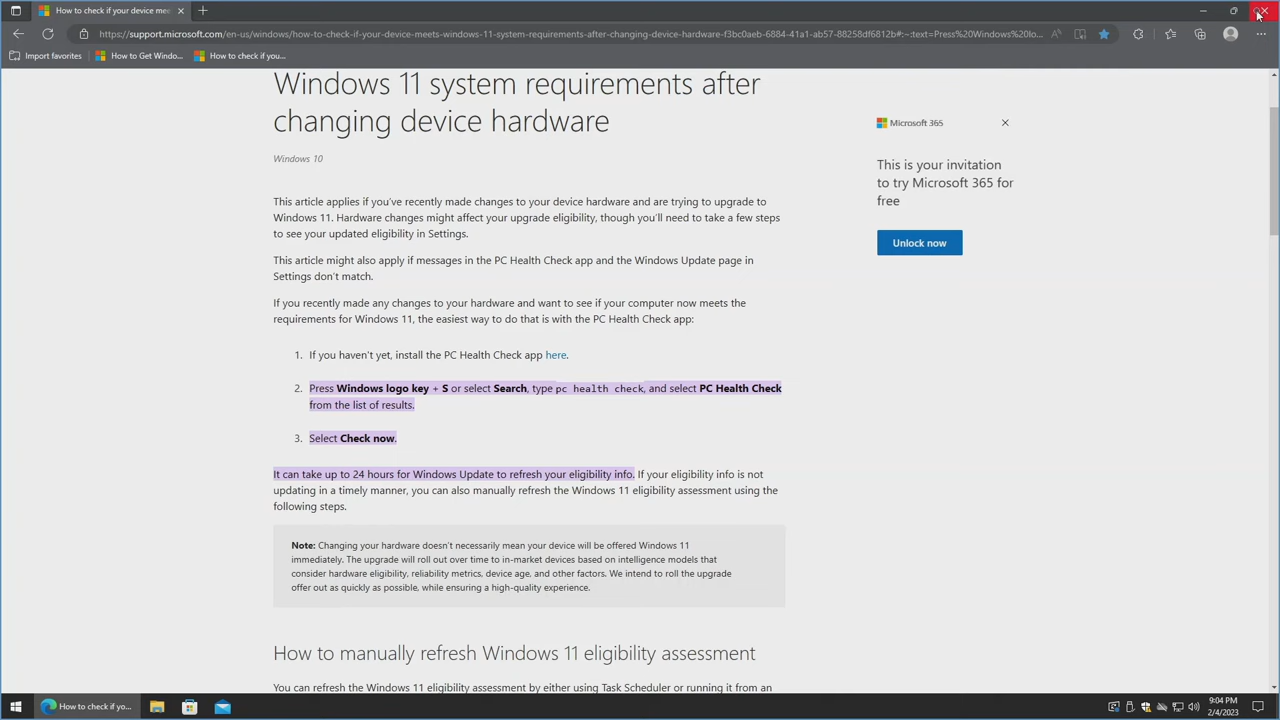 How to check if your device mee
https://support.microsoft.com/en-us/windows/how-to-check-if-your-device-meets-windows-11-system-requirements-after-changing-device-hardware-f3bc0aeb-6884-41a1-ab57-88258df6812b#:~:text=Press%20Windows%20lo...
Import favorites
How to Get Windo...
How to check if you...
Windows 11 system requirements after
changing device hardware
Windows 10
This article applies if you've recently made changes to your device hardware and are trying to upgrade to
Windows 11. Hardware changes might affect your upgrade eligibility, though you'll need to take a few steps
to see your updated eligibility in Settings.
This article might also apply if messages in the PC Health Check app and the Windows Update page in
Settings don't match.
If you recently made any changes to your hardware and want to see if your computer now meets the
requirements for Windows 11, the easiest way to do that is with the PC Health Check app:
1. If you haven't yet, install the PC Health Check app here.
2. Press Windows logo key + S or select Search, type pc health check, and select PC Health Check
from the list of results.
3. Select Check now.
It can take up to 24 hours for Windows Update to refresh your eligibility info. If your eligibility info is not
updating in a timely manner, you can also manually refresh the Windows 11 eligibility assessment using the
following steps.
Note: Changing your hardware doesn't necessarily mean your device will be offered Windows 11
immediately. The upgrade will roll out over time to in-market devices based on intelligence models that
consider hardware eligibility, reliability metrics, device age, and other factors. We intend to roll the upgrade
offer out as quickly as possible, while ensuring a high-quality experience.
How to manually refresh Windows 11 eligibility assessment
You can refresh the Windows 11 eligibility assessment by either using Task Scheduler or running it from an
Microsoft 365
This is your invitation
to try Microsoft 365 for
free
Unlock now
How to check if yo...
9:04 PM
2/4/2023